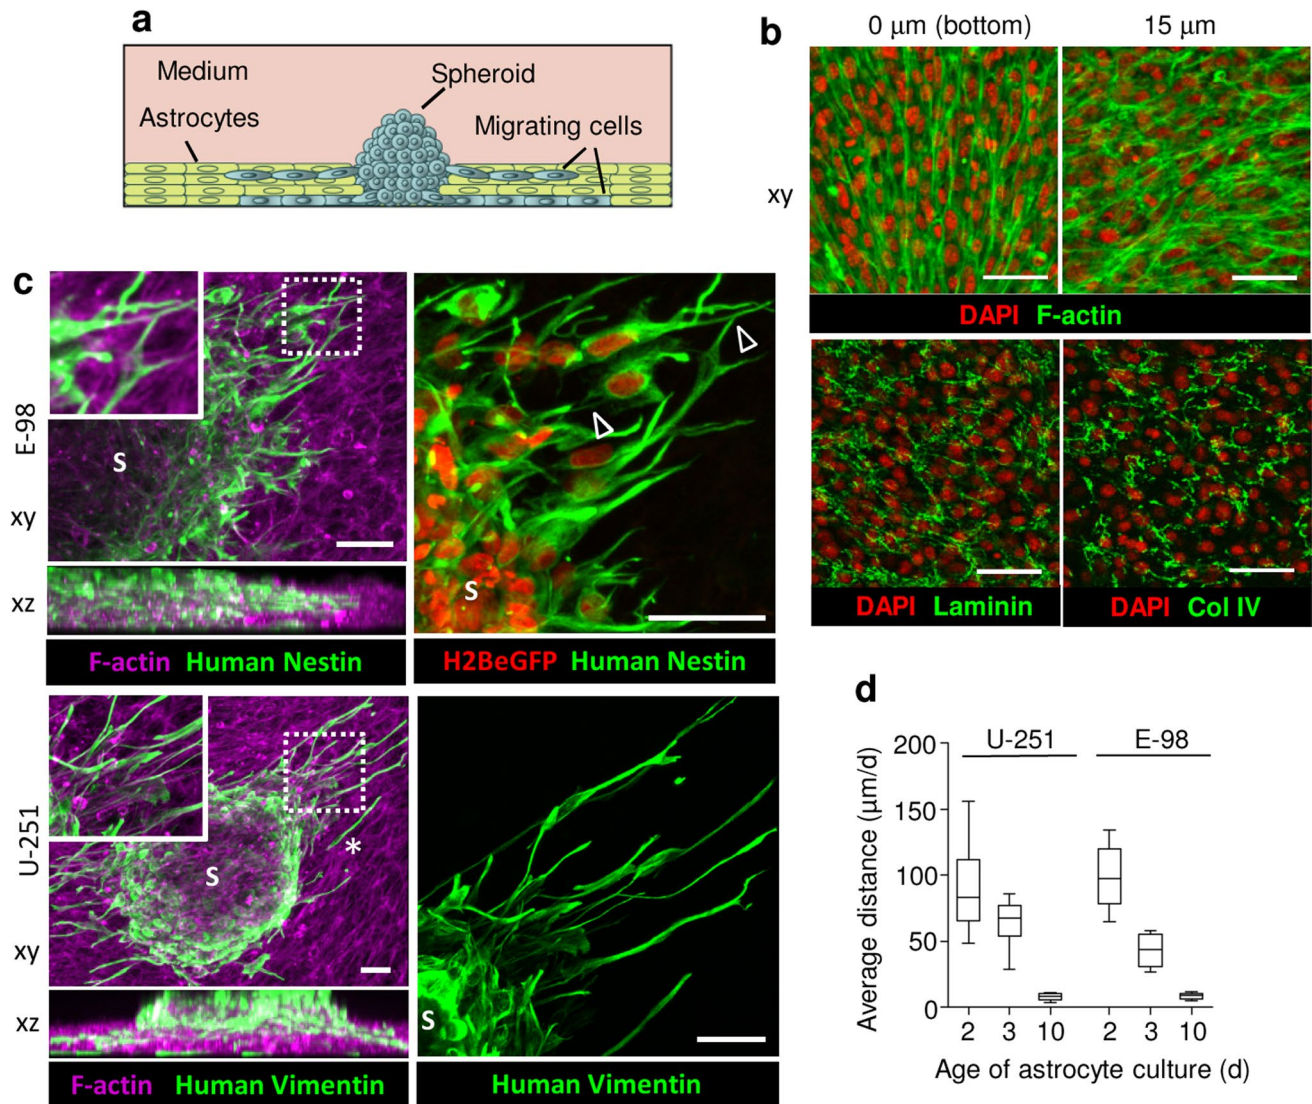 a
Medium
Spheroid
Astrocytes
Migrating cells
b
0 μm (bottom)
15 μm
xy
DAPI F-actin
DAPI Laminin
DAPI Col IV
c
E-98
S
xy
xz
S
F-actin Human Nestin
H2BeGFP Human Nestin
U-251
*
S
xy
xz
S
F-actin Human Vimentin
Human Vimentin
d
U-251
E-98
200
150
100
50
0
Average distance (μm/d)
2 3 10 2 3 10
Age of astrocyte culture (d)